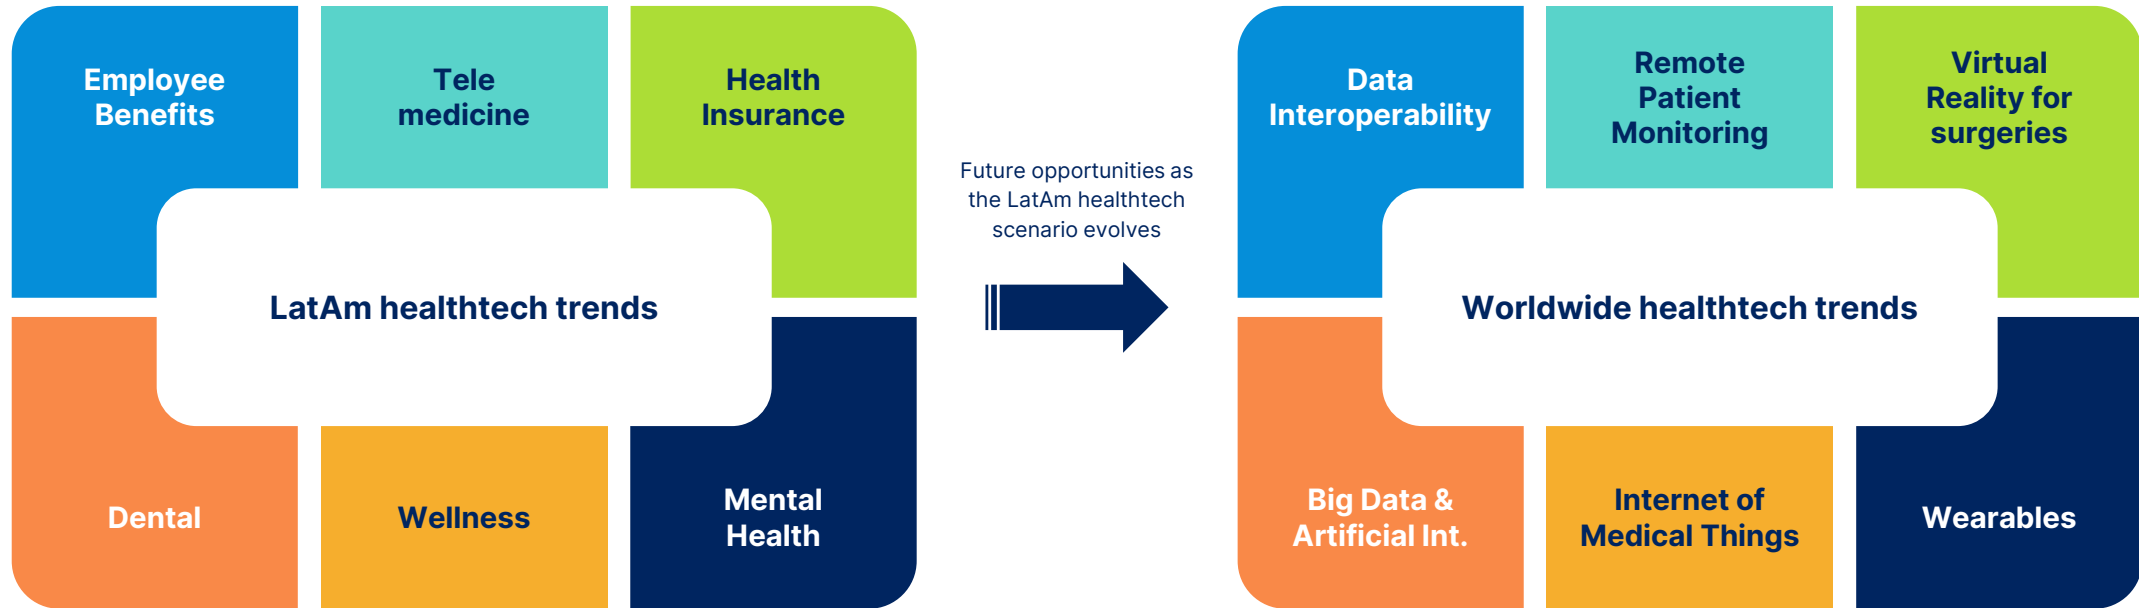 Employee
Benefits
Tele
medicine
Health
Insurance
LatAm healthtech trends
Dental
Wellness
Mental
Health
Future opportunities as
the LatAm healthtech
scenario evolves
Data
Interoperability
Remote
Patient
Monitoring
Virtual
Reality for
surgeries
Worldwide healthtech trends
Big Data &
Artificial Int.
Internet of
Medical Things
Wearables